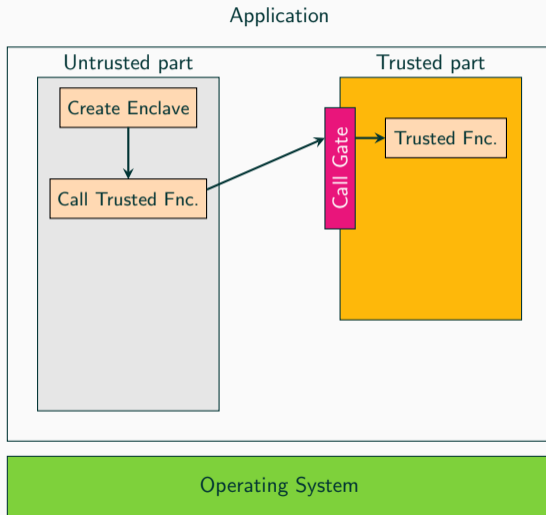 Application
Untrusted part
Trusted part
Create Enclave
Call Trusted Fnc.
Call Gate
Trusted Fnc.
Operating System